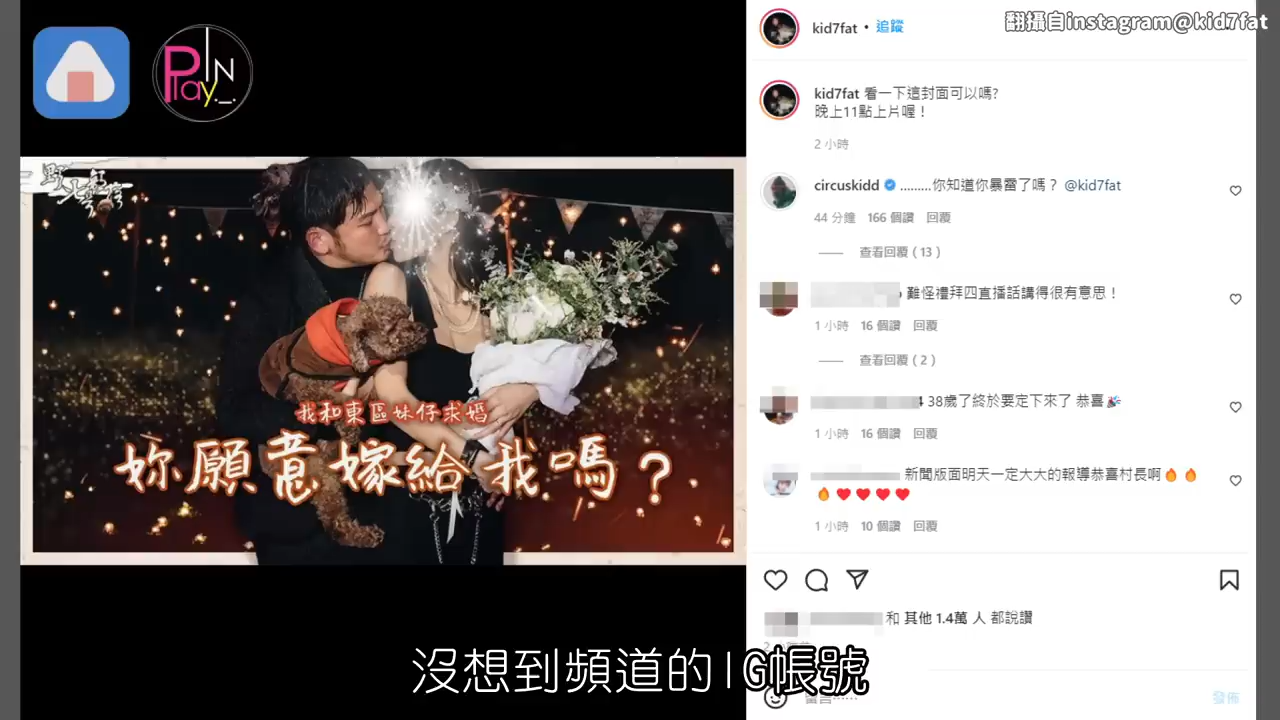 翻攝自instagram@kid7fat
PlayIN
kid7fat • 追蹤
kid7fat 看一下這封面可以嗎?
晚上11點上片喔！
2 小時
circuskidd ………你知道你暴雷了嗎？ @kid7fat
44 分鐘 166 個讚 回覆
查看回覆 ( 13 )
難怪禮拜四直播話講得很有意思！
1 小時 16 個讚 回覆
查看回覆 ( 2 )
38歲了終於要定下來了 恭喜🎉
1 小時 16 個讚 回覆
新聞版面明天一定大大的報導恭喜村長啊🔥🔥
🔥❤️❤️❤️❤️
1 小時 10 個讚 回覆
和 其他 1.4萬 人 都說讚
留言⋯⋯
發佈
我和東區妹仔求婚
妳願意嫁給我嗎？
沒想到頻道的IG帳號